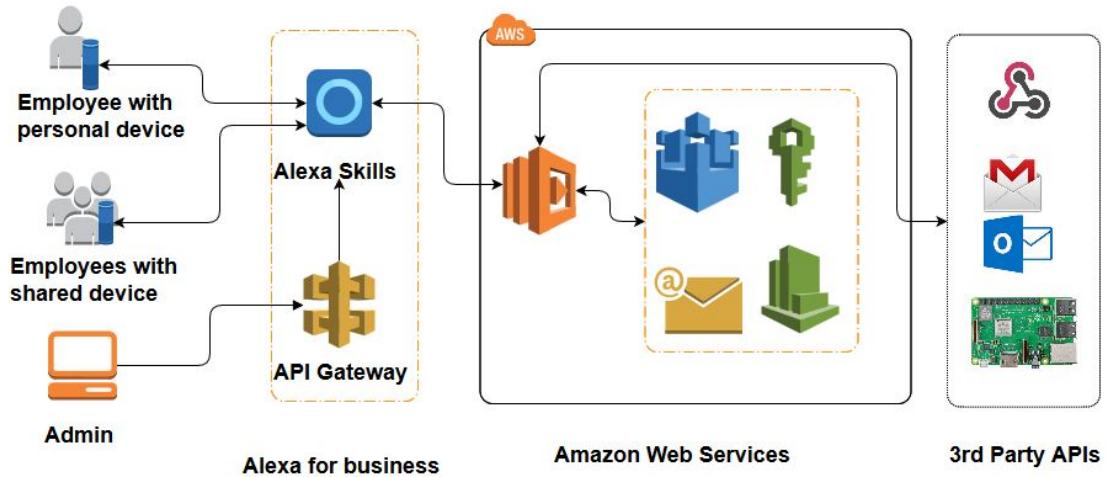 AWS
Employee with
personal device
Alexa Skills
Employees with
shared device
@
API Gateway
Admin
Alexa for business
Amazon Web Services
3rd Party APIs